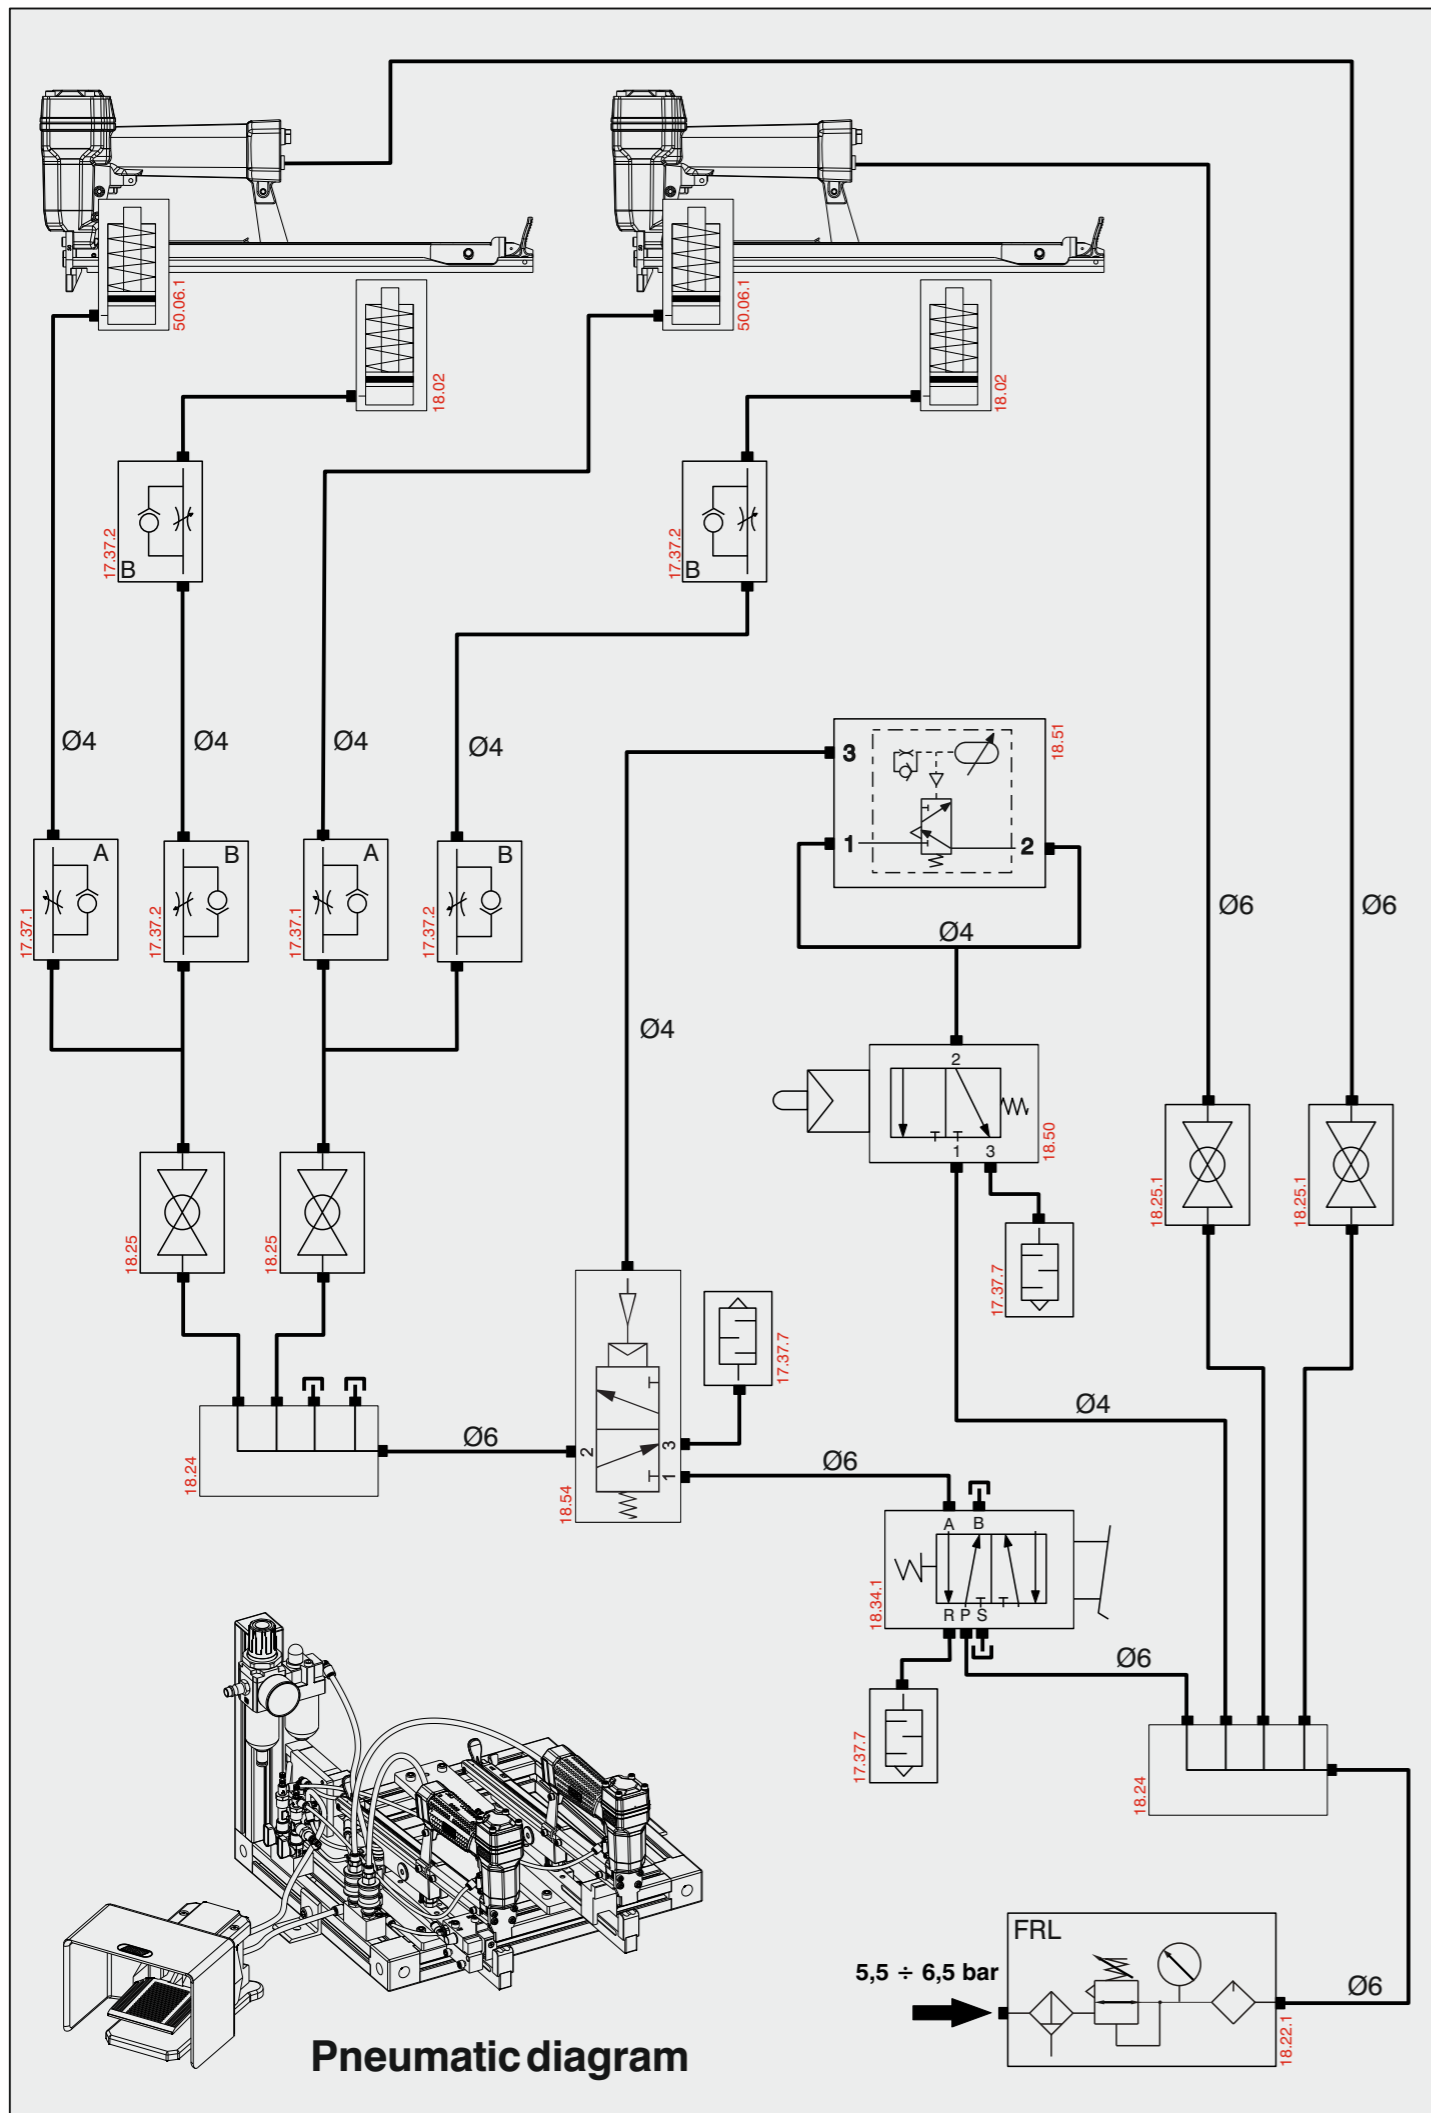 50.06.1
50.06.1
18.02
18.02
17.37.2
B
17.37.2
B
Ø4
Ø4
Ø4
Ø4
3
18.51
1
2
A
B
A
B
17.37.1
17.37.2
17.37.1
17.37.2
Ø6
Ø6
Ø4
Ø4
2
1
3
18.50
18.25.1
18.25.1
18.25
18.25
17.37.7
17.37.7
Ø4
18.24
Ø6
2
3
1
18.54
Ø6
A B
R P S
18.34.1
Ø6
17.37.7
18.24
FRL
5,5 ÷ 6,5 bar
Ø6
18.22.1
Pneumatic diagram